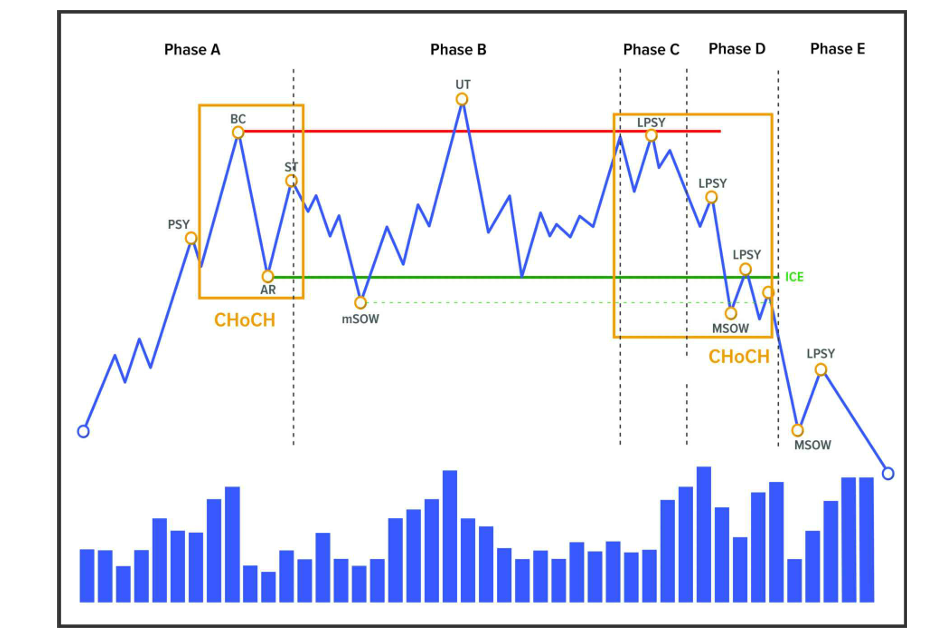 Phase A
Phase B
Phase C
Phase D
Phase E
UT
BC
LPSY
ST
LPSY
PSY
LPSY
ICE
AR
mSOW
CHoCH
MSOW
CHoCH
LPSY
MSOW